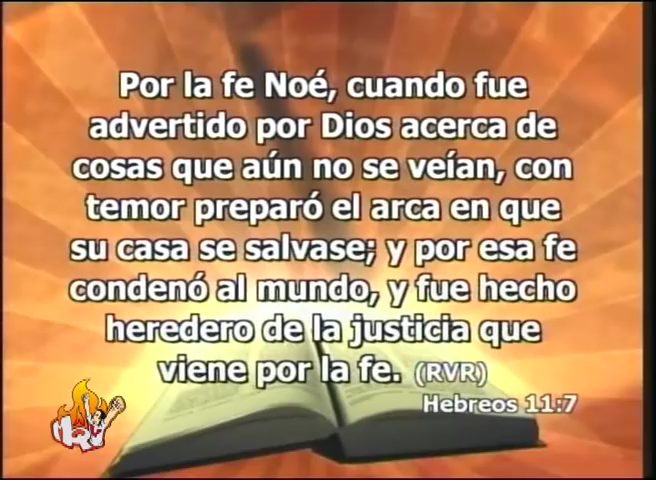 Por la fe Noé, cuando fue
advertido por Dios acerca de
cosas que aún no se veían, con
temor preparó el arca en que
su casa se salvase; y por esa fe
condenó al mundo, y fue hecho
heredero de la justicia que
viene por la fe. (RVR)
Hebreos 11:7